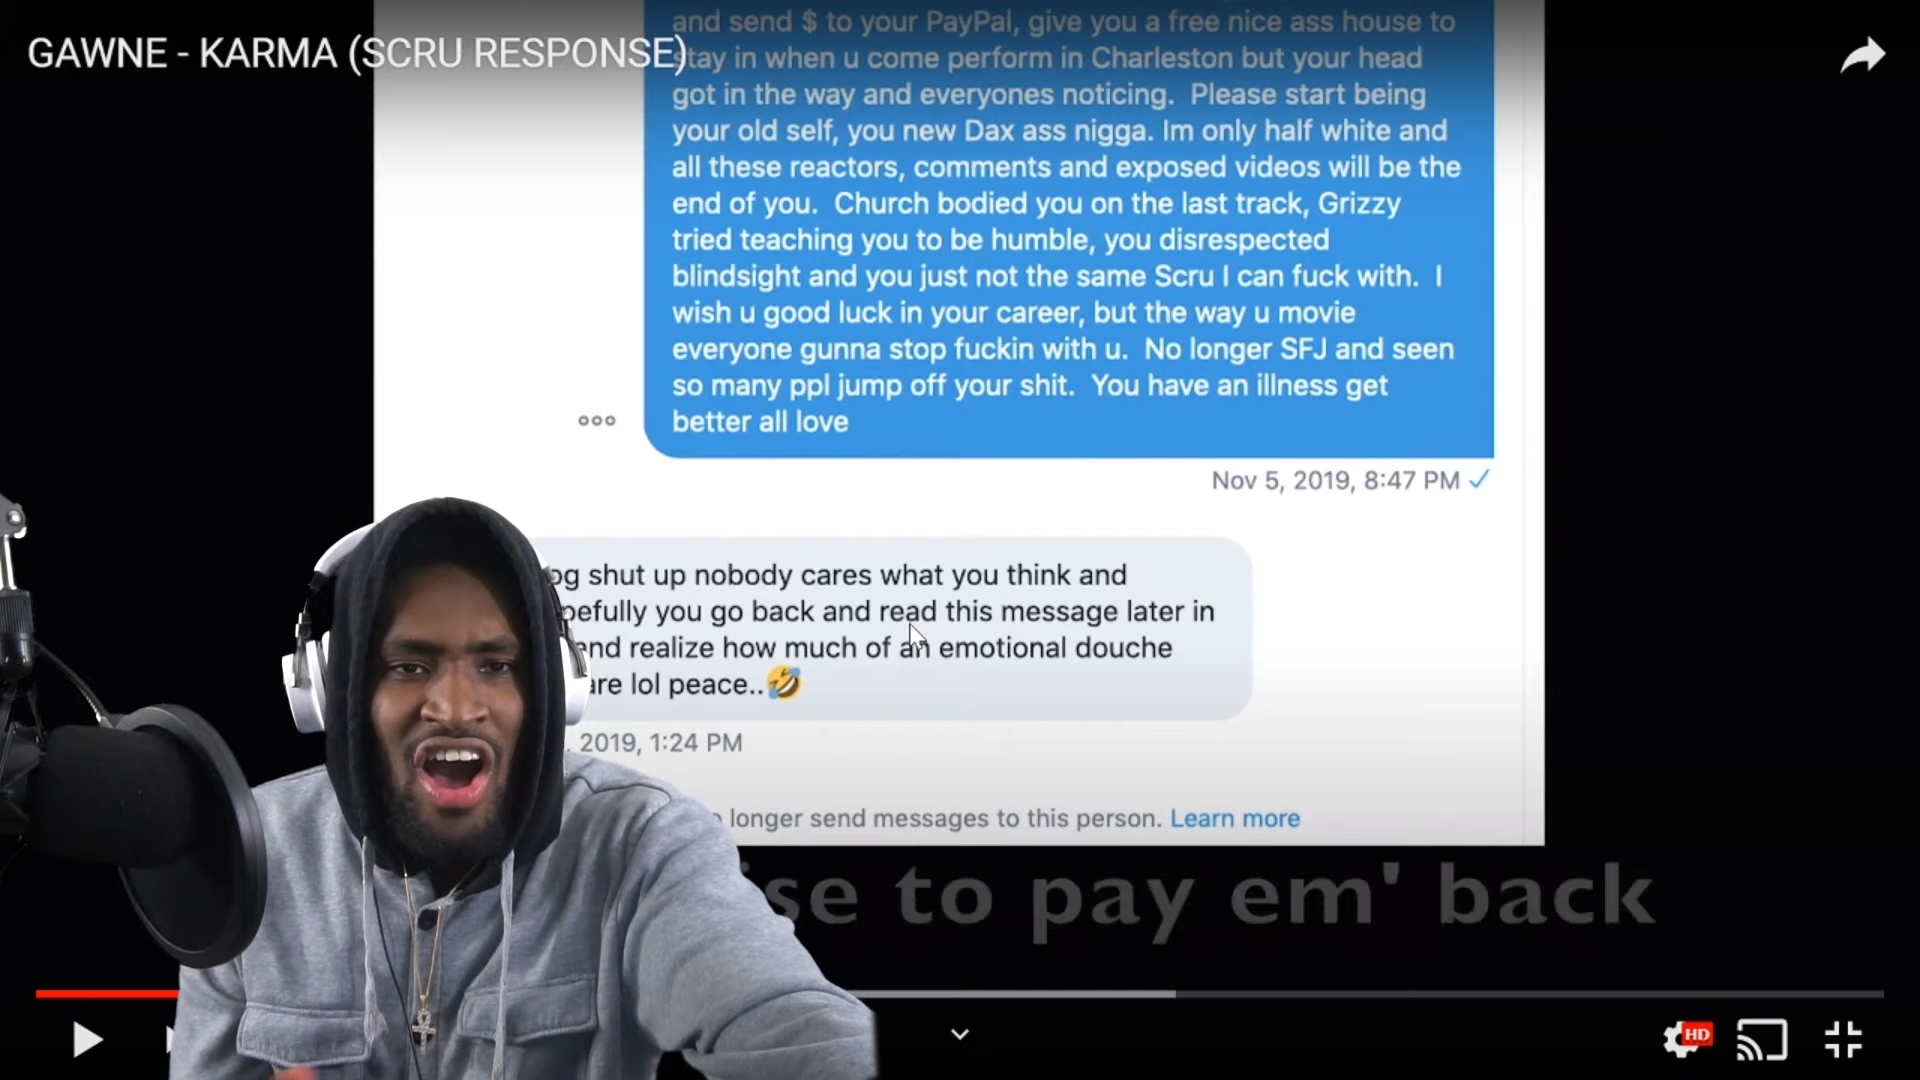 GAWNE - KARMA (SCRU RESPONSE)
and send $ to your PayPal, give you a free nice ass house to
stay in when u come perform in Charleston but your head
got in the way and everyones noticing.  Please start being
your old self, you new Dax ass nigga. Im only half white and
all these reactors, comments and exposed videos will be the
end of you.  Church bodied you on the last track, Grizzy
tried teaching you to be humble, you disrespected
blindsight and you just not the same Scru I can fuck with.  I
wish u good luck in your career, but the way u movie
everyone gunna stop fuckin with u.  No longer SFJ and seen
so many ppl jump off your shit.  You have an illness get
better all love
Nov 5, 2019, 8:47 PM
shut up nobody cares what you think and
you go back and read this message later in
and realize how much of an emotional douche
are lol peace..🤣
, 2019, 1:24 PM
longer send messages to this person. Learn more
to pay em' back
HD